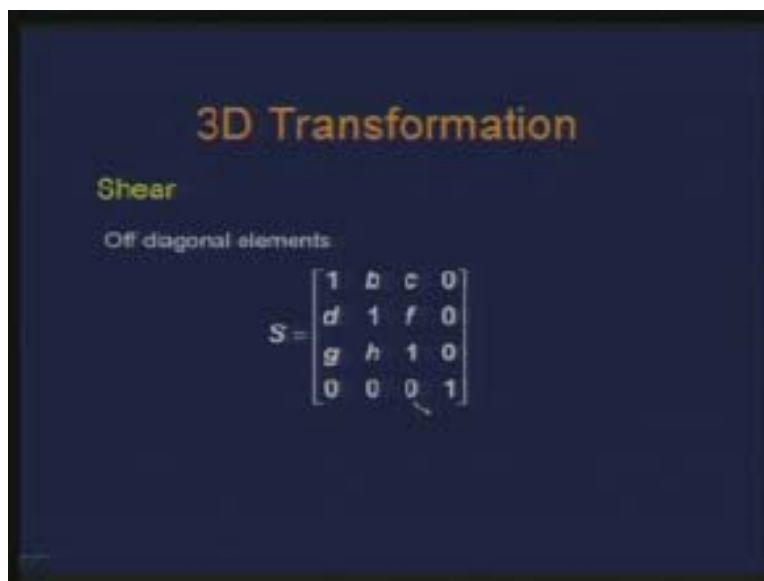 3D Transformation
Shear
Off diagonal elements
S =
1 b c 0
d 1 f 0
g h 1 0
0 0 0 1